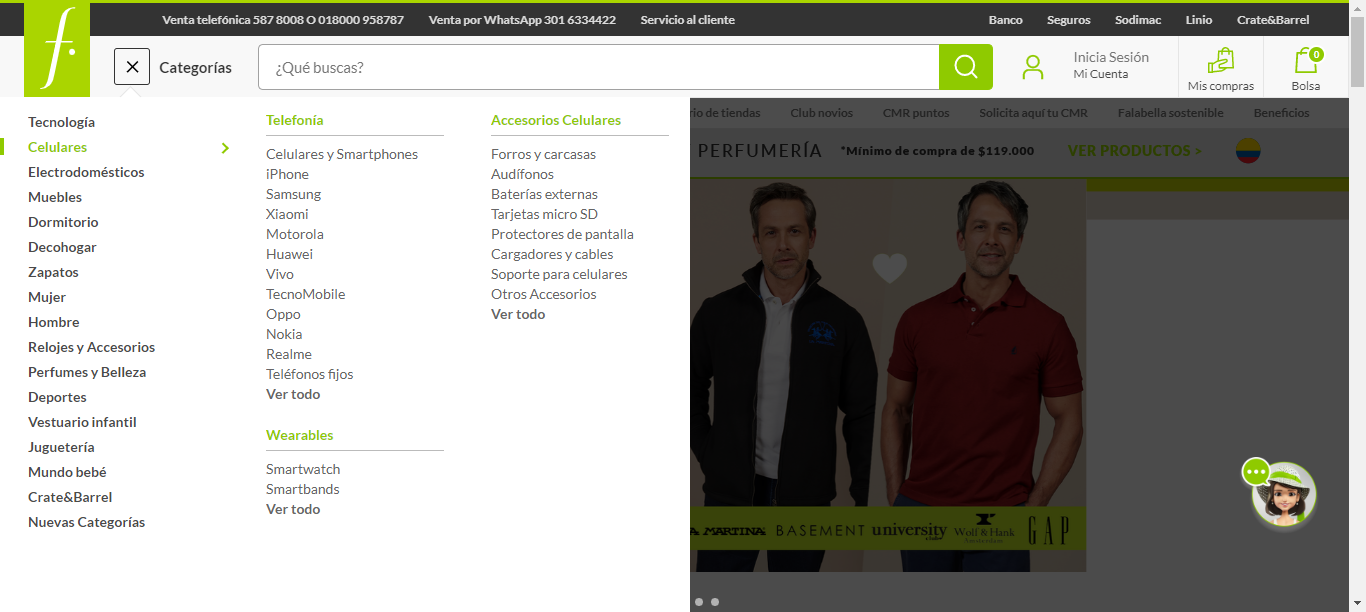 Venta telefónica 587 8008 O 018000 958787 Venta por WhatsApp 301 6334422 Servicio al cliente Banco Seguros Sodimac Linio Crate&Barrel
f.
Categorías
¿Qué buscas?
Inicia Sesión
Mi Cuenta
Mis compras
0
Bolsa
Tecnología
Celulares
Electrodomésticos
Muebles
Dormitorio
Decohogar
Zapatos
Mujer
Hombre
Relojes y Accesorios
Perfumes y Belleza
Deportes
Vestuario infantil
Juguetería
Mundo bebé
Crate&Barrel
Nuevas Categorías
Telefonía
Celulares y Smartphones
iPhone
Samsung
Xiaomi
Motorola
Huawei
Vivo
TecnoMobile
Oppo
Nokia
Realme
Teléfonos fijos
Ver todo
Wearables
Smartwatch
Smartbands
Ver todo
Accesorios Celulares
Forros y carcasas
Audífonos
Baterías externas
Tarjetas micro SD
Protectores de pantalla
Cargadores y cables
Soporte para celulares
Otros Accesorios
Ver todo
rio de tiendas Club novios CMR puntos Solicita aquí tu CMR Falabella sostenible Beneficios
PERFUMERÍA *Mínimo de compra de $119.000 VER PRODUCTOS >
A MARTINA BASEMENT university Wolf & Hank GAP